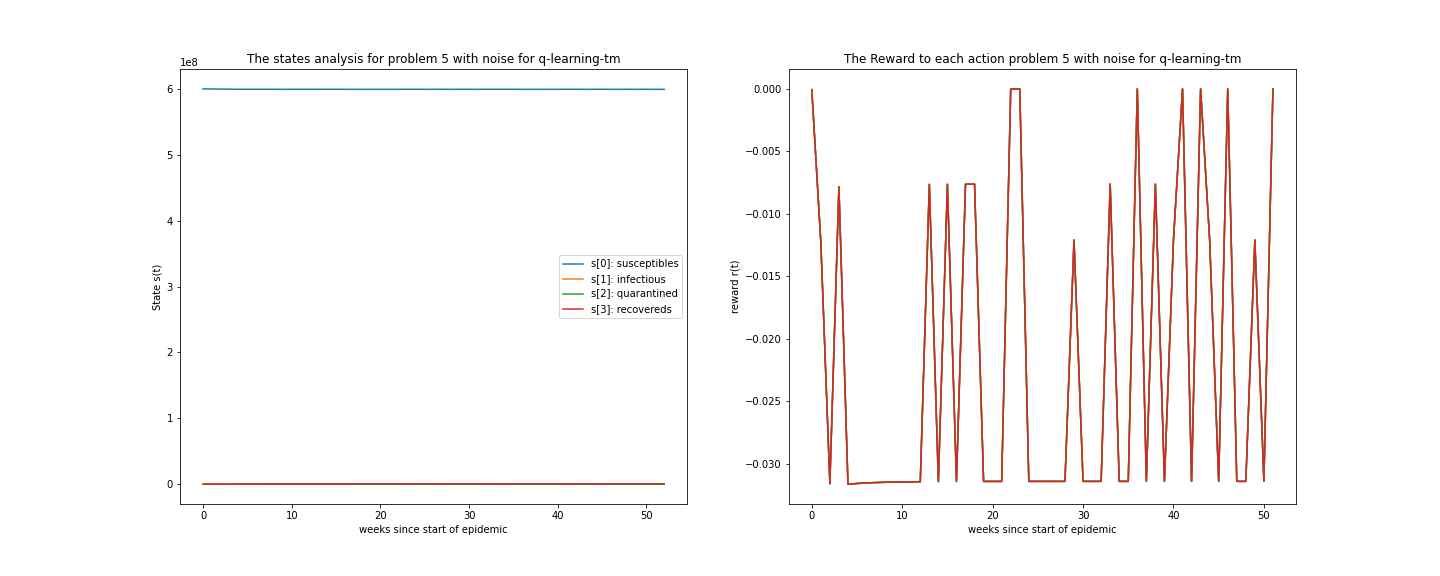 The states analysis for problem 5 with noise for q-learning-tm
1e8
6
5
4
3
2
1
0
State s(t)
s[0]: susceptibles
s[1]: infectious
s[2]: quarantined
s[3]: recovereds
0 10 20 30 40 50
weeks since start of epidemic
The Reward to each action problem 5 with noise for q-learning-tm
0.000
−0.005
−0.010
−0.015
−0.020
−0.025
−0.030
reward r(t)
0 10 20 30 40 50
weeks since start of epidemic